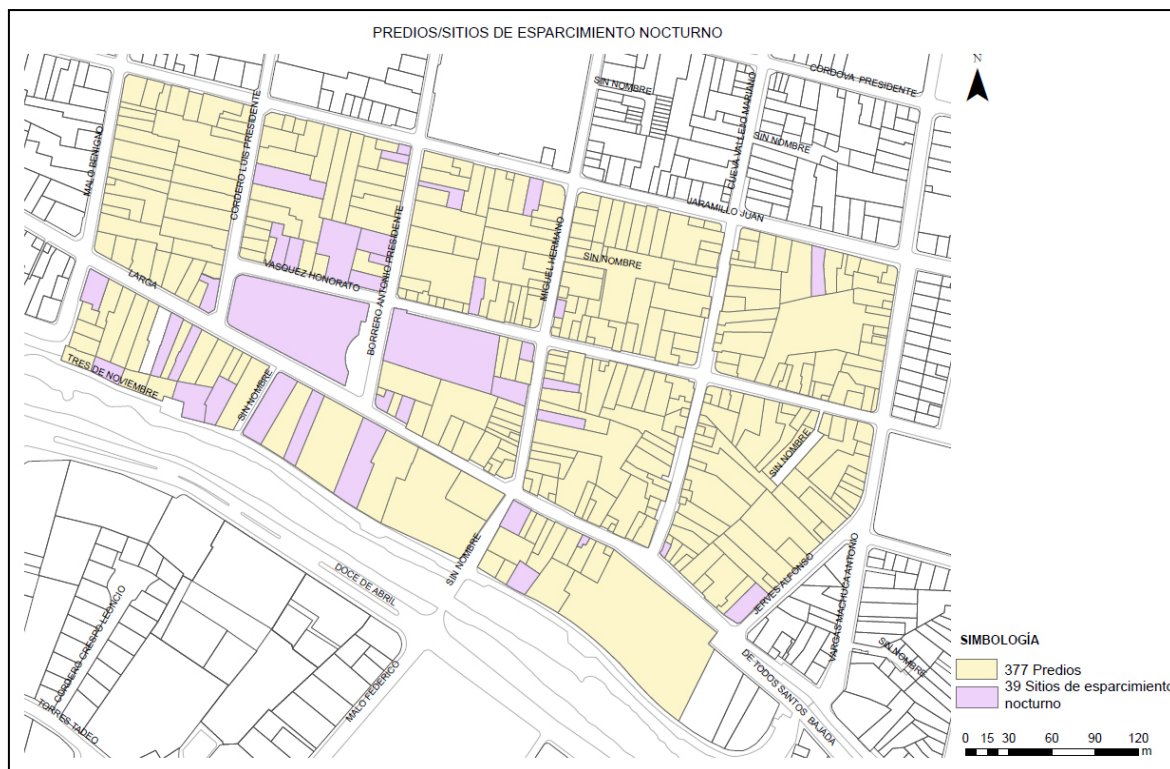 PREDIOS/SITIOS DE ESPARCIMIENTO NOCTURNO
N
CORDOVA PRESIDENTE
SIN NOMBRE
CUEVA VALLEJO MARIANO
SIN NOMBRE
MALO BENIGNO
CORDERO LUIS PRESIDENTE
JARAMILLO JUAN
BORRERO ANTONIO PRESIDENTE
MIGUEL HERMANO
SIN NOMBRE
VASQUEZ HONORATO
LARGA
TRES DE NOVIEMBRE
SIN NOMBRE
SIN NOMBRE
SIN NOMBRE
DOCE DE ABRIL
JERVES ALFONSO
VARGAS MACHUCA ANTONIO
CORDERO CRESPO LEONCIO
SIN NOMBRE
MALO FEDERICO
DE TODOS SANTOS BAJADA
TORRES TADEO
SIMBOLOGÍA
377 Predios
39 Sitios de esparcimiento
nocturno
0 15 30 60 90 120
m